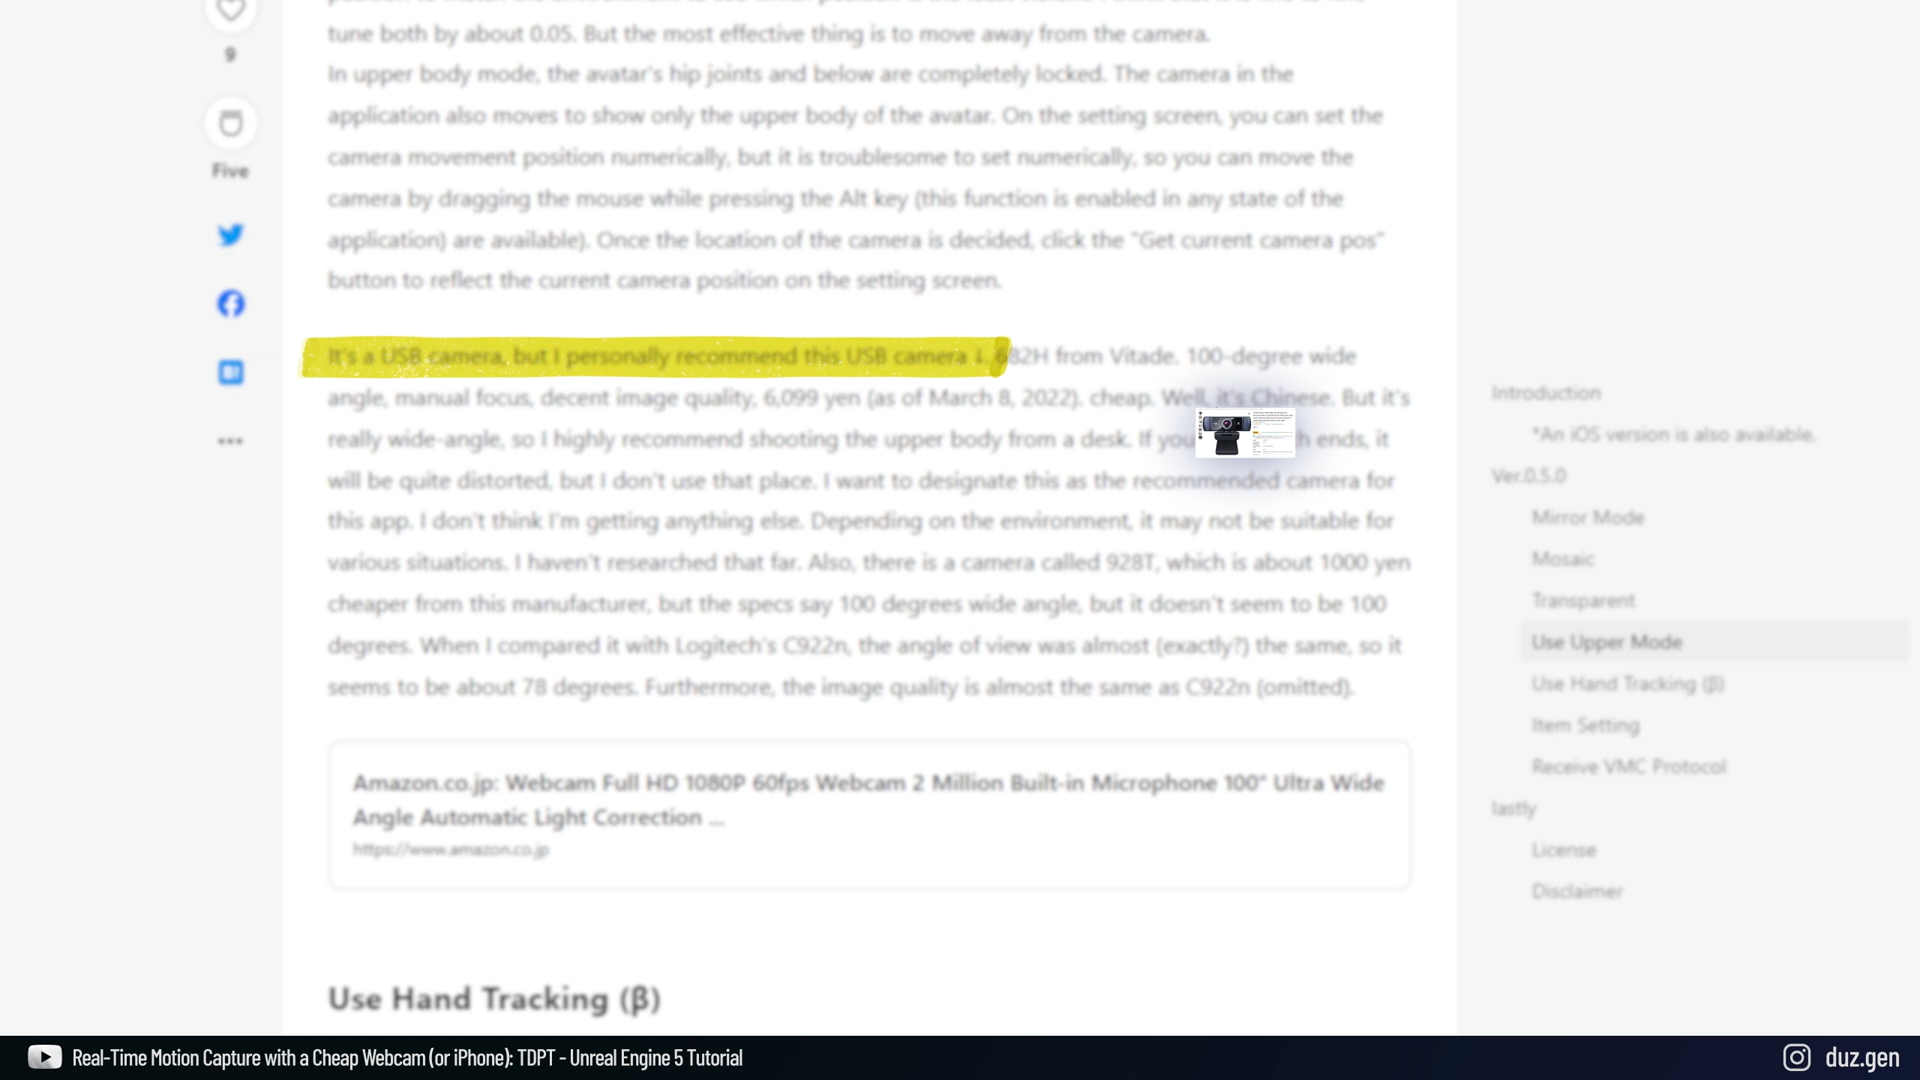 9
Five
tune both by about 0.05. But the most effective thing is to move away from the camera.
In upper body mode, the avatar's hip joints and below are completely locked. The camera in the
application also moves to show only the upper body of the avatar. On the setting screen, you can set the
camera movement position numerically, but it is troublesome to set numerically, so you can move the
camera by dragging the mouse while pressing the Alt key (this function is enabled in any state of the
application) are available). Once the location of the camera is decided, click the "Get current camera pos"
button to reflect the current camera position on the setting screen.
It's a USB camera, but I personally recommend this USB camera ↓. 682H from Vitade. 100-degree wide
angle, manual focus, decent image quality, 6,099 yen (as of March 8, 2022). cheap. Well, it's Chinese. But it's
really wide-angle, so I highly recommend shooting the upper body from a desk. If you ends, it
will be quite distorted, but I don't use that place. I want to designate this as the recommended camera for
this app. I don't think I'm getting anything else. Depending on the environment, it may not be suitable for
various situations. I haven't researched that far. Also, there is a camera called 928T, which is about 1000 yen
cheaper from this manufacturer, but the specs say 100 degrees wide angle, but it doesn't seem to be 100
degrees. When I compared it with Logitech's C922n, the angle of view was almost (exactly?) the same, so it
seems to be about 78 degrees. Furthermore, the image quality is almost the same as C922n (omitted).
Amazon.co.jp: Webcam Full HD 1080P 60fps Webcam 2 Million Built-in Microphone 100° Ultra Wide
Angle Automatic Light Correction ...
https://www.amazon.co.jp
Use Hand Tracking (β)
Introduction
*An iOS version is also available.
Ver.0.5.0
Mirror Mode
Mosaic
Transparent
Use Upper Mode
Use Hand Tracking (β)
Item Setting
Receive VMC Protocol
lastly
License
Disclaimer
Real-Time Motion Capture with a Cheap Webcam (or iPhone): TDPT - Unreal Engine 5 Tutorial
duz.gen